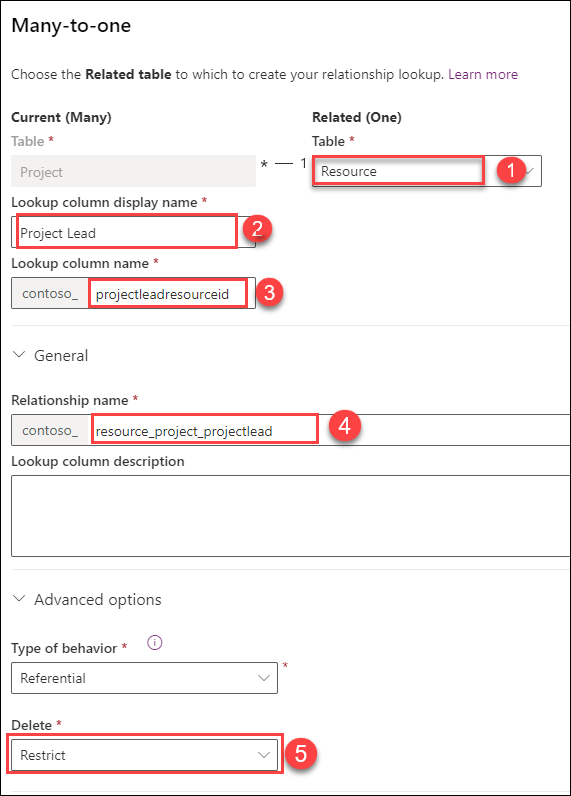 Many-to-one
Choose the Related table to which to create your relationship lookup. Learn more
Current (Many)
Related (One)
Table *
Table *
Project
* — 1
Resource
1
Lookup column display name *
Project Lead
2
Lookup column name *
contoso_
projectleadresourceid
3
General
Relationship name *
contoso_
resource_project_projectlead
4
Lookup column description
Advanced options
Type of behavior *
Referential
*
Delete *
Restrict
5